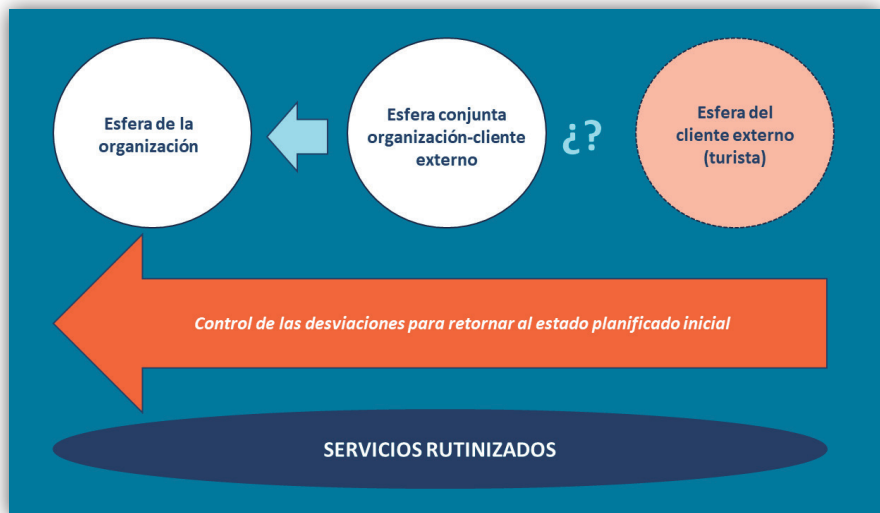 Esfera de la
organización
Esfera conjunta
organización-cliente
externo
¿?
Esfera del
cliente externo
(turista)
Control de las desviaciones para retornar al estado planificado inicial
SERVICIOS RUTINIZADOS